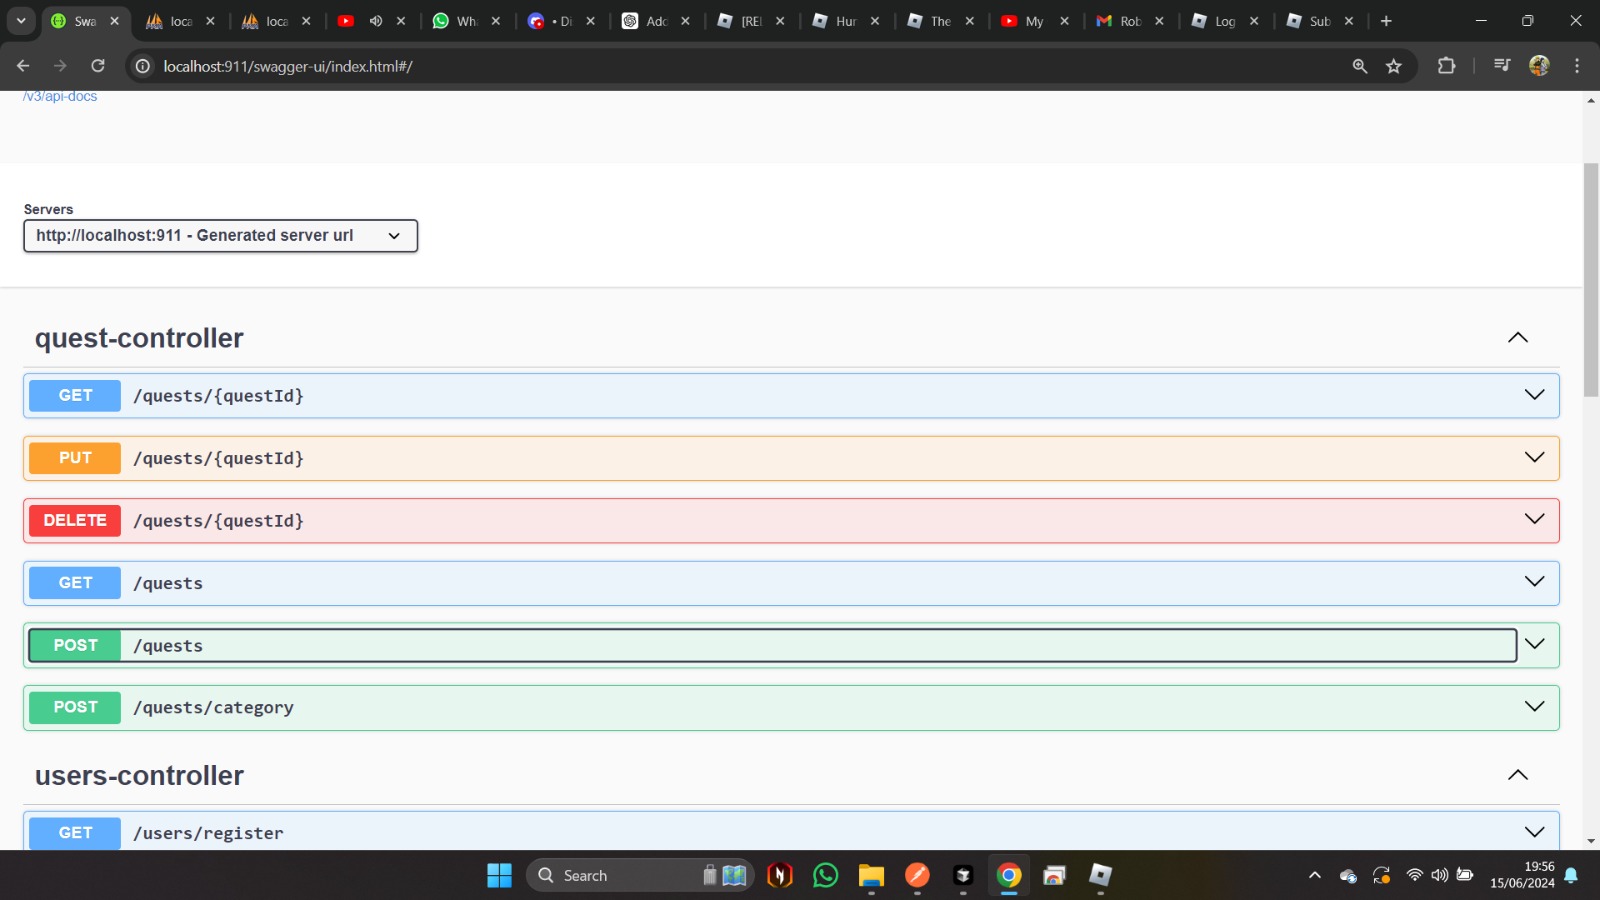 Swa
loca
loca
Wh
Di
Adc
[REL
Hur
The
My
Rob
Log
Sub
localhost:911/swagger-ui/index.html#/
/v3/api-docs
Servers
http://localhost:911 - Generated server url
quest-controller
GET /quests/{questId}
PUT /quests/{questId}
DELETE /quests/{questId}
GET /quests
POST /quests
POST /quests/category
users-controller
GET /users/register
Search
19:56
15/06/2024